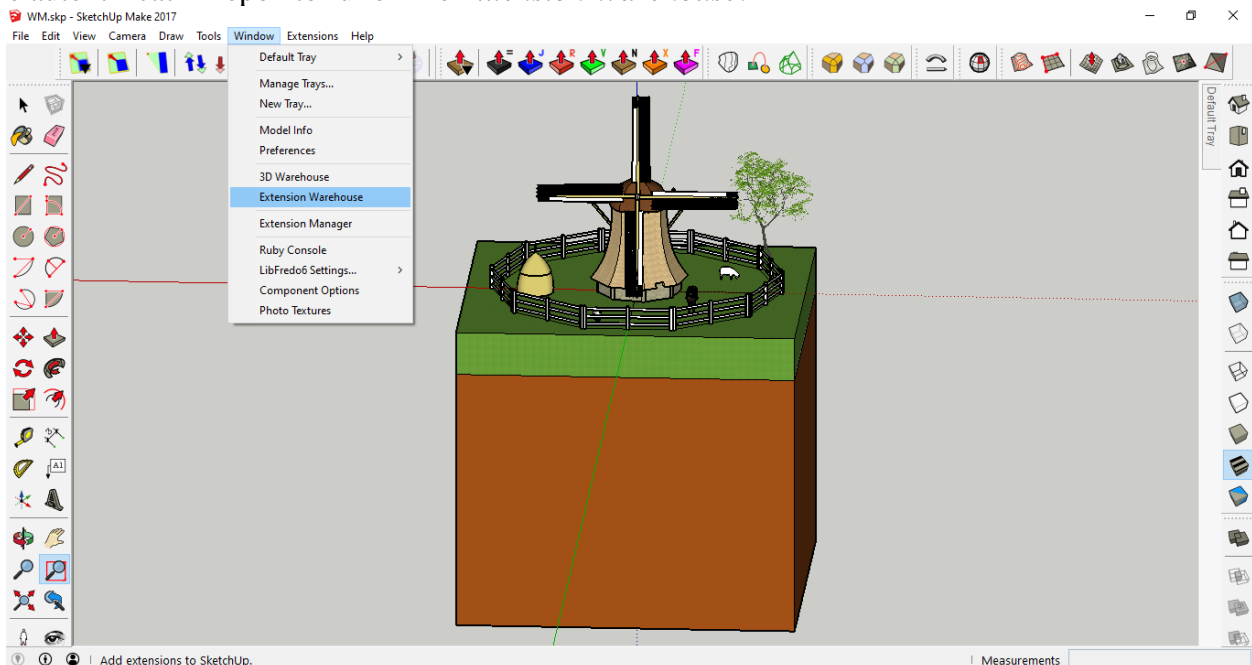 WM.skp - SketchUp Make 2017
File Edit View Camera Draw Tools Window Extensions Help
Default Tray
Manage Trays...
New Tray...
Model Info
Preferences
3D Warehouse
Extension Warehouse
Extension Manager
Ruby Console
LibFredo6 Settings...
Component Options
Photo Textures
Default Tray
= J R V N X F
A1
Add extensions to SketchUp.
Measurements